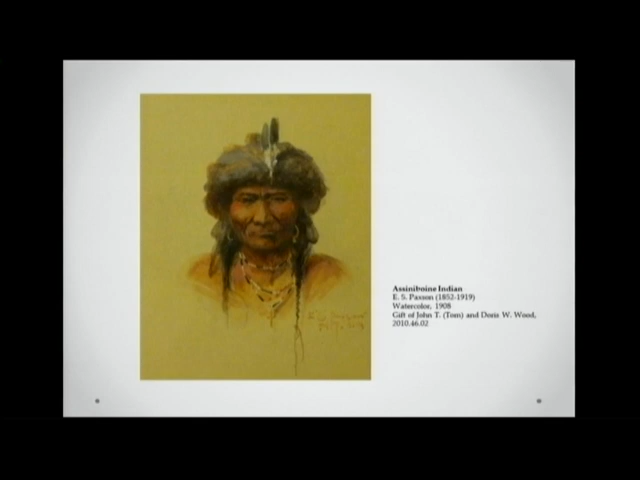 Assiniboine Indian
E. S. Paxson (1852-1919)
Watercolor, 1908
Gift of John T. (Tom) and Doris W. Wood,
2010.46.02